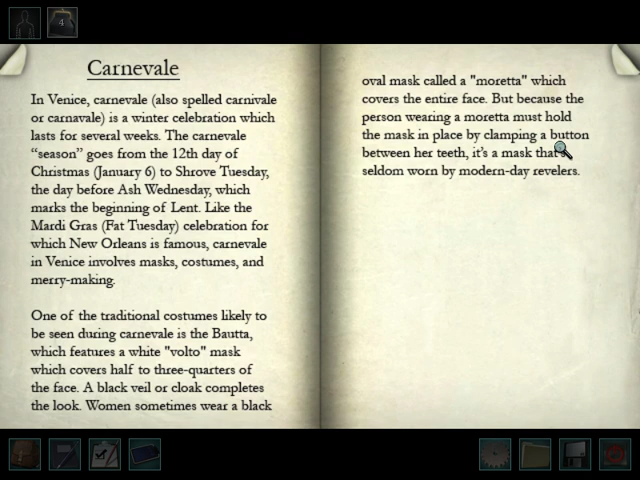 4
Carnevale
In Venice, carnevale (also spelled carnivale
or carnavale) is a winter celebration which
lasts for several weeks. The carnevale
“season” goes from the 12th day of
Christmas (January 6) to Shrove Tuesday,
the day before Ash Wednesday, which
marks the beginning of Lent. Like the
Mardi Gras (Fat Tuesday) celebration for
which New Orleans is famous, carnevale
in Venice involves masks, costumes, and
merry-making.
One of the traditional costumes likely to
be seen during carnevale is the Bautta,
which features a white "volto" mask
which covers half to three-quarters of
the face. A black veil or cloak completes
the look. Women sometimes wear a black
oval mask called a "moretta" which
covers the entire face. But because the
person wearing a moretta must hold
the mask in place by clamping a button
between her teeth, it’s a mask that
seldom worn by modern-day revelers.